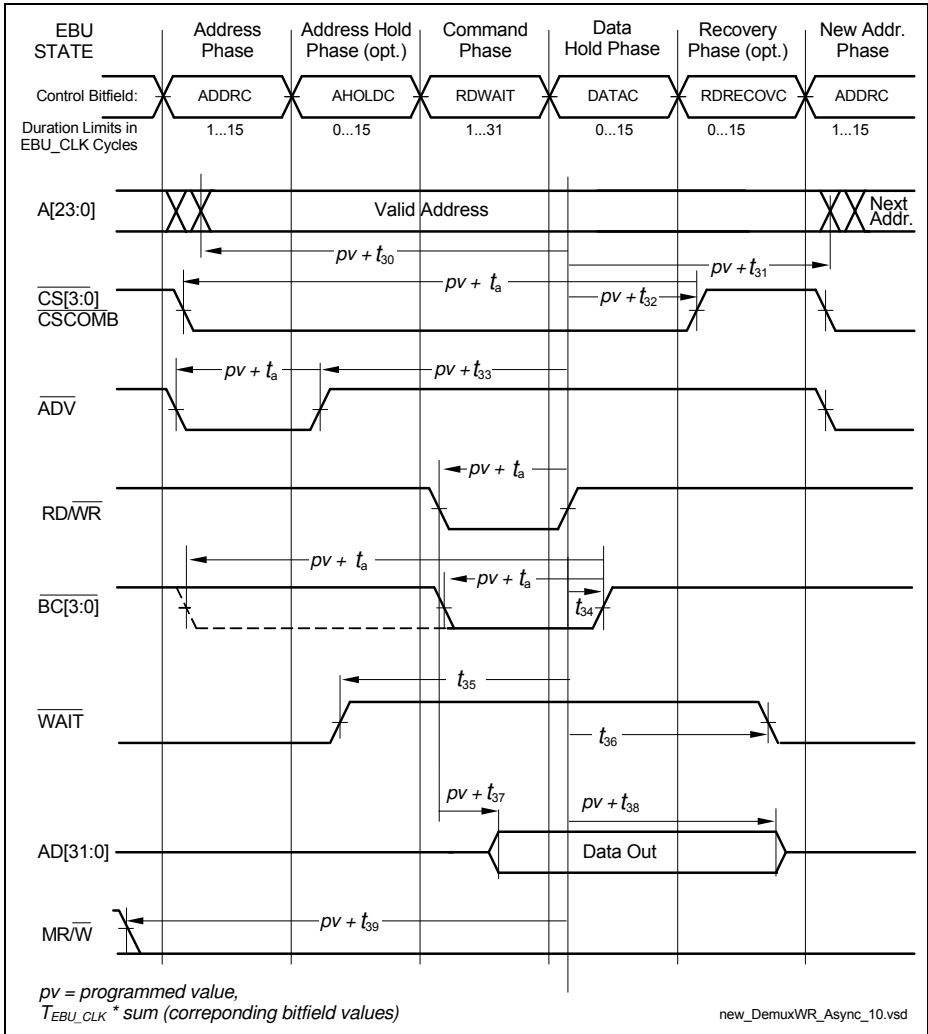 EBU STATE
Address Phase
Address Hold Phase (opt.)
Command Phase
Data Hold Phase
Recovery Phase (opt.)
New Addr. Phase
Control Bitfield: ADDRC AHOLDC RDWAIT DATAC RDRECOVC ADDRC
Duration Limits in EBU_CLK Cycles 1...15 0...15 1...31 0...15 0...15 1...15
A[23:0] Valid Address Next Addr.
pv + t30
pv + t31
pv + ta
pv + t32
CS[3:0]
CSCOMB
pv + ta
pv + t33
ADV
pv + ta
RD/WR
pv + ta
pv + ta
BC[3:0]
t34
t35
WAIT
t36
pv + t37
pv + t38
AD[31:0] Data Out
MR/W
pv + t39
pv = programmed value,
TEBU_CLK * sum (correponding bitfield values)
new_DemuxWR_Async_10.vsd